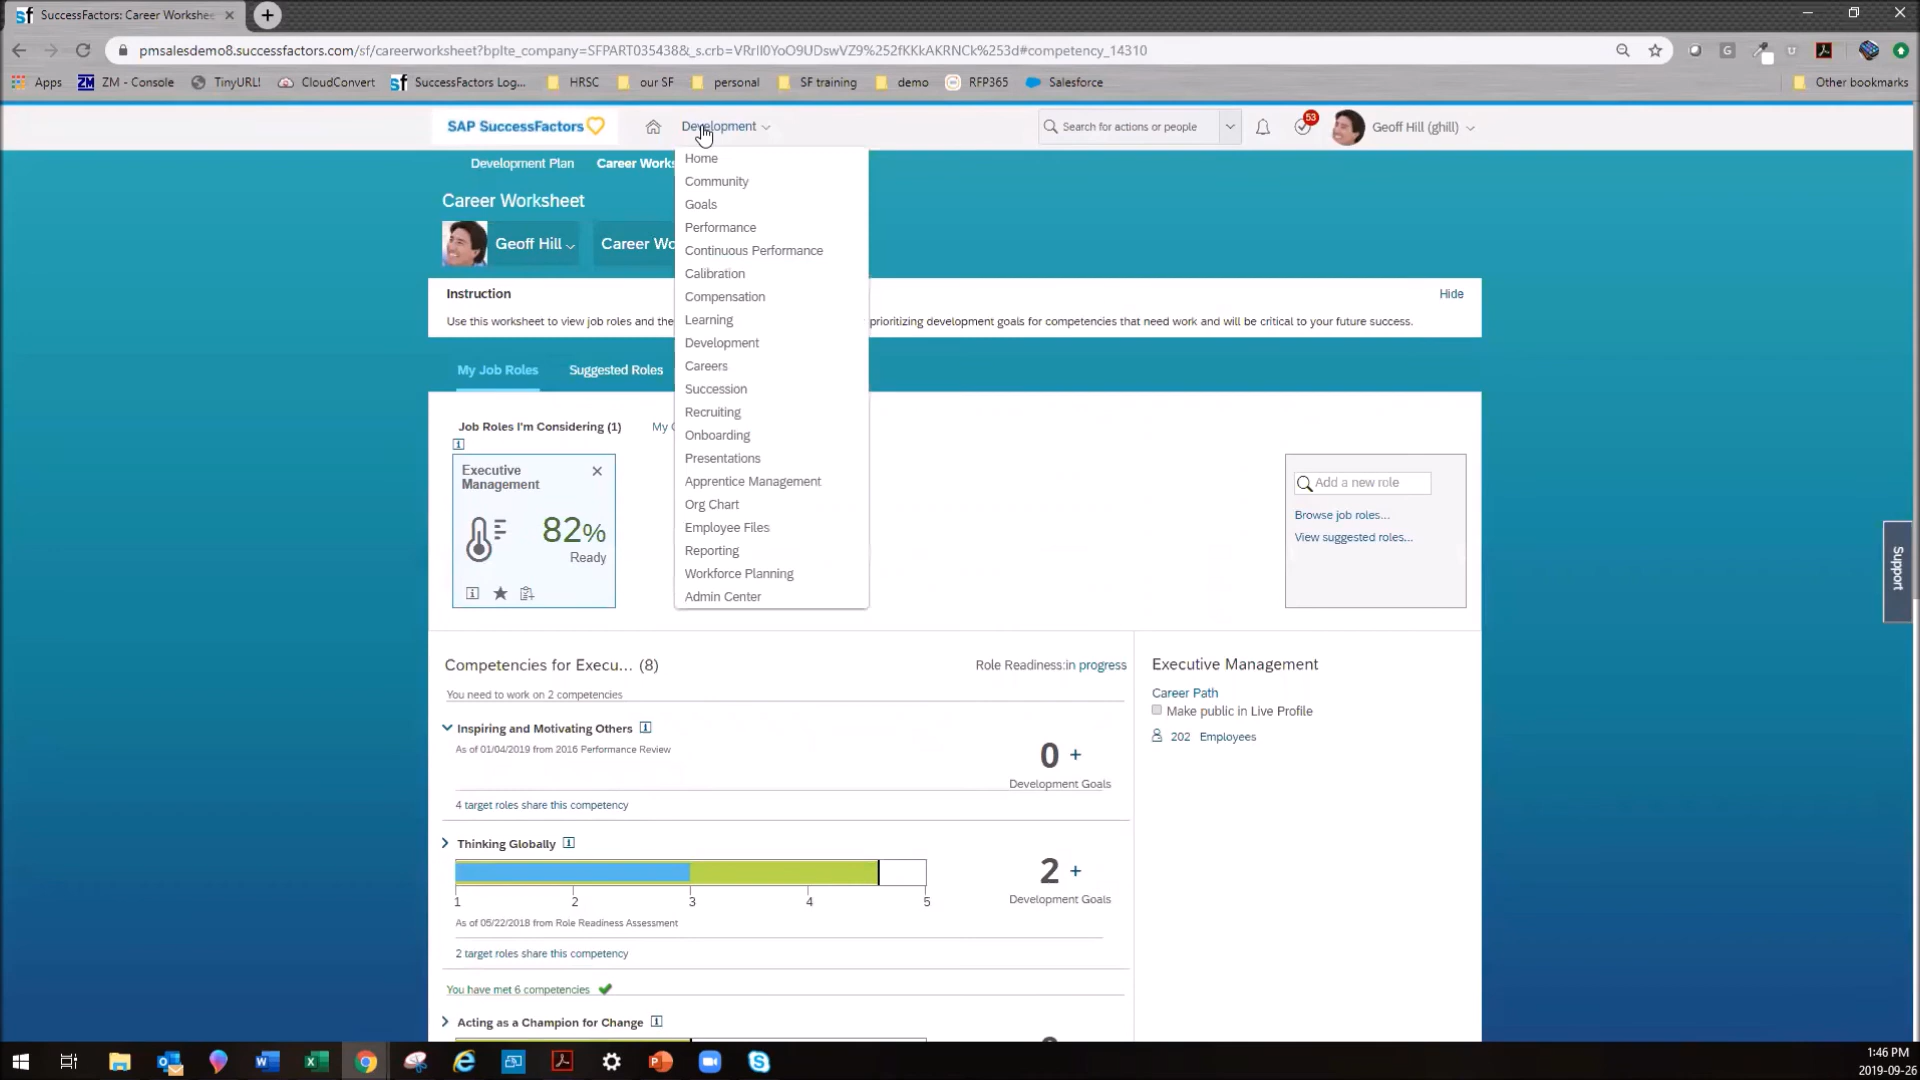 SuccessFactors: Career Workshee
pmsalesdemo8.successfactors.com/sf/careerworksheet?bplte_company=SFPART035438&_s.crb=VRrII0YoO9UDswVZ9%252fKKkAKRNCk%253d#competency_14310
Apps ZM - Console TinyURL! CloudConvert SuccessFactors Log... HRSC our SF personal SF training demo RFP365 Salesforce Other bookmarks
SAP SuccessFactors Development Search for actions or people 53 Geoff Hill (ghill)
Development Plan Career Works
Home
Community
Goals
Performance
Continuous Performance
Calibration
Compensation
Learning
Development
Careers
Succession
Recruiting
Onboarding
Presentations
Apprentice Management
Org Chart
Employee Files
Reporting
Workforce Planning
Admin Center
Career Worksheet
Geoff Hill Career Wo
Instruction Hide
Use this worksheet to view job roles and the prioritizing development goals for competencies that need work and will be critical to your future success.
My Job Roles Suggested Roles
Job Roles I'm Considering (1) My C
Executive
Management
82%
Ready
Add a new role
Browse job roles...
View suggested roles...
Support
Competencies for Execu... (8) Role Readiness:in progress
You need to work on 2 competencies
Inspiring and Motivating Others
As of 01/04/2019 from 2016 Performance Review
0 +
Development Goals
4 target roles share this competency
Thinking Globally
2 +
Development Goals
1 2 3 4 5
As of 05/22/2018 from Role Readiness Assessment
2 target roles share this competency
You have met 6 competencies
Acting as a Champion for Change
Executive Management
Career Path
Make public in Live Profile
202 Employees
1:46 PM
2019-09-26